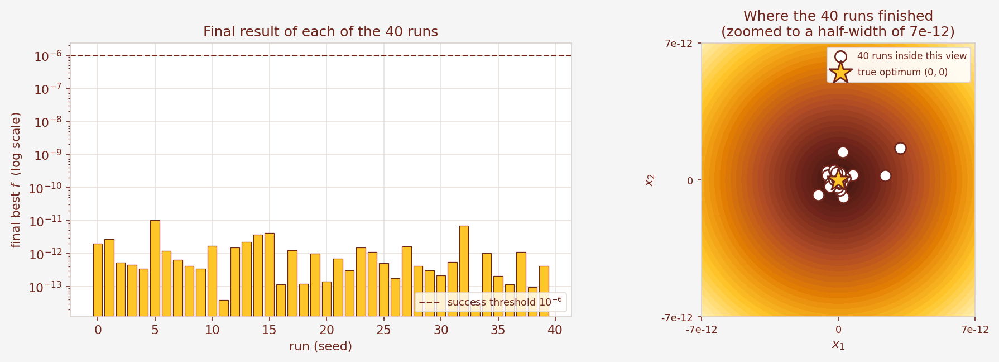 Final result of each of the 40 runs
final best f (log scale)
10⁻⁶
10⁻⁷
10⁻⁸
10⁻⁹
10⁻¹⁰
10⁻¹¹
10⁻¹²
10⁻¹³
success threshold 10⁻⁶
0 5 10 15 20 25 30 35 40
run (seed)
Where the 40 runs finished
(zoomed to a half-width of 7e-12)
7e-12
0
-7e-12
x₂
40 runs inside this view
true optimum (0, 0)
-7e-12 0 7e-12
x₁